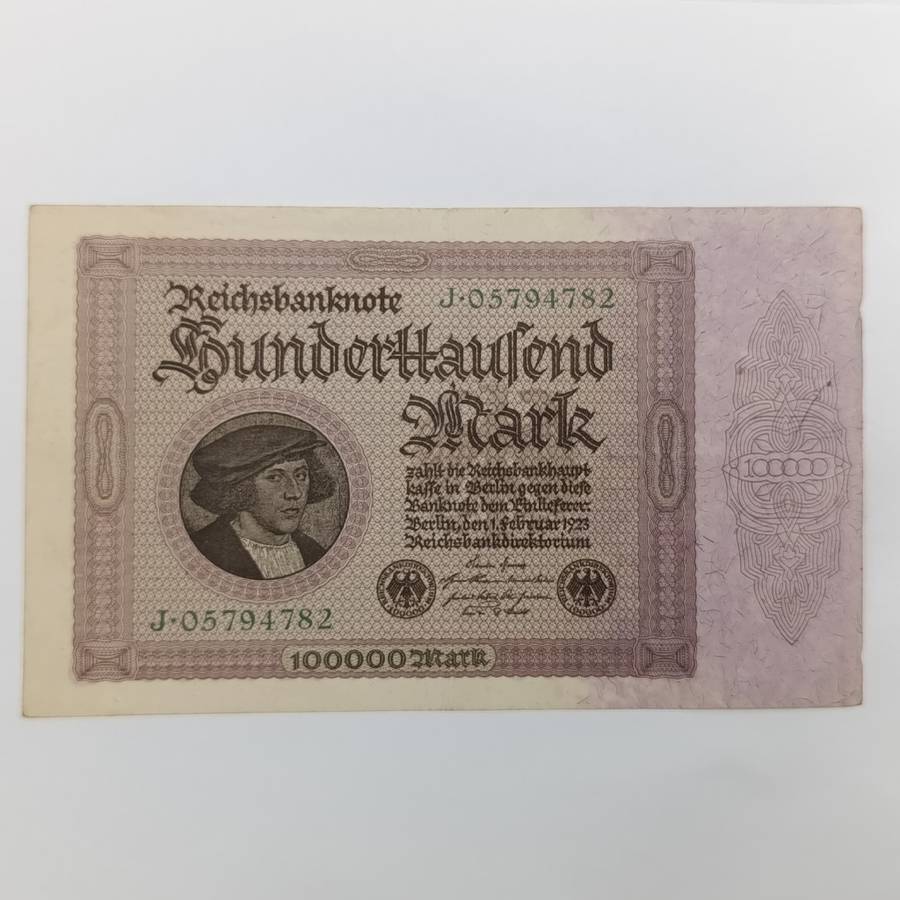 Reichsbanknote J·05794782
Hunderttausend
Mark
zahlt die Reichsbankhaupt-
kasse in Berlin gegen diese
Banknote dem Einlieferer.
Berlin, den 1. Februar 1923
Reichsbankdirektorium
100000
J·05794782
100000 Mark